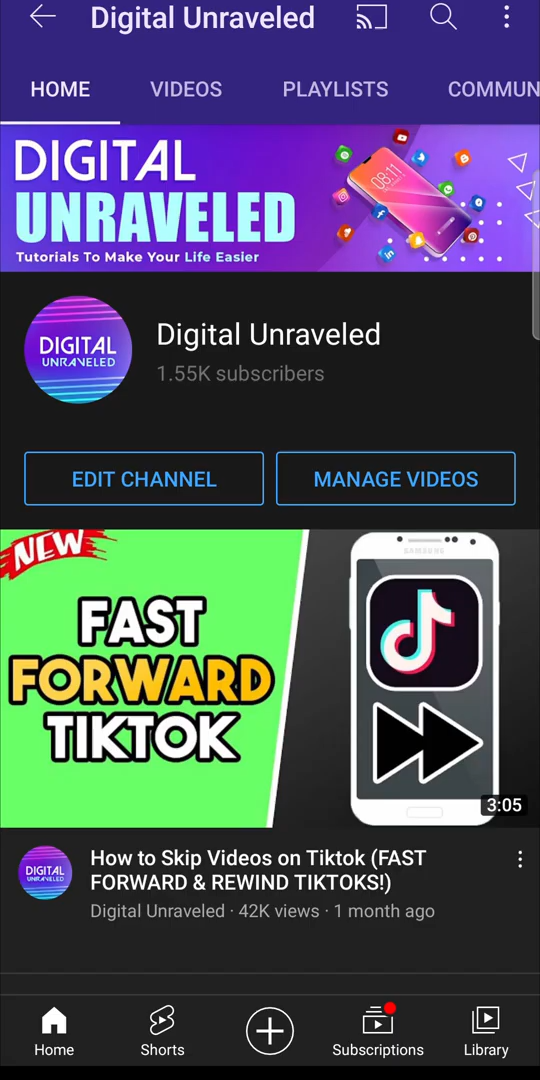 Digital Unraveled
HOME VIDEOS PLAYLISTS COMMUN
DIGITAL
UNRAVELED
Tutorials To Make Your Life Easier
08:11
DIGITAL
UNRAVELED
Digital Unraveled
1.55K subscribers
EDIT CHANNEL MANAGE VIDEOS
NEW
SAMSUNG
FAST
FORWARD
TIKTOK
3:05
DIGITAL
UNRAVELED
How to Skip Videos on Tiktok (FAST
FORWARD & REWIND TIKTOKS!)
Digital Unraveled · 42K views · 1 month ago
Home Shorts Subscriptions Library